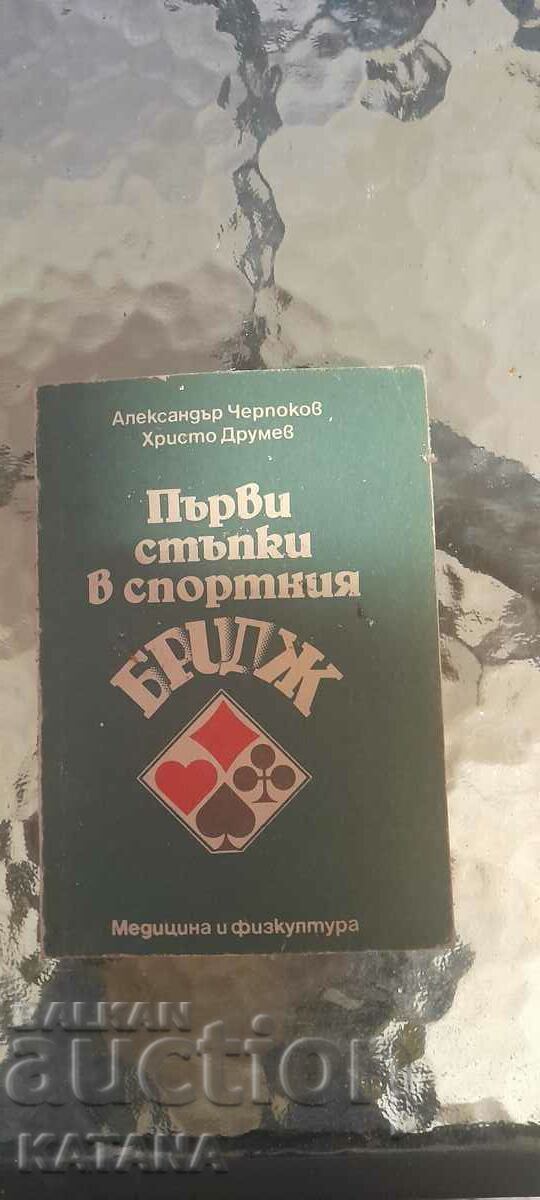 Александър Черпоков
Христо Друмев
Първи
стъпки
в спортния
БРИДЖ
Медицина и физкултура
BALKAN
auction
KATANA